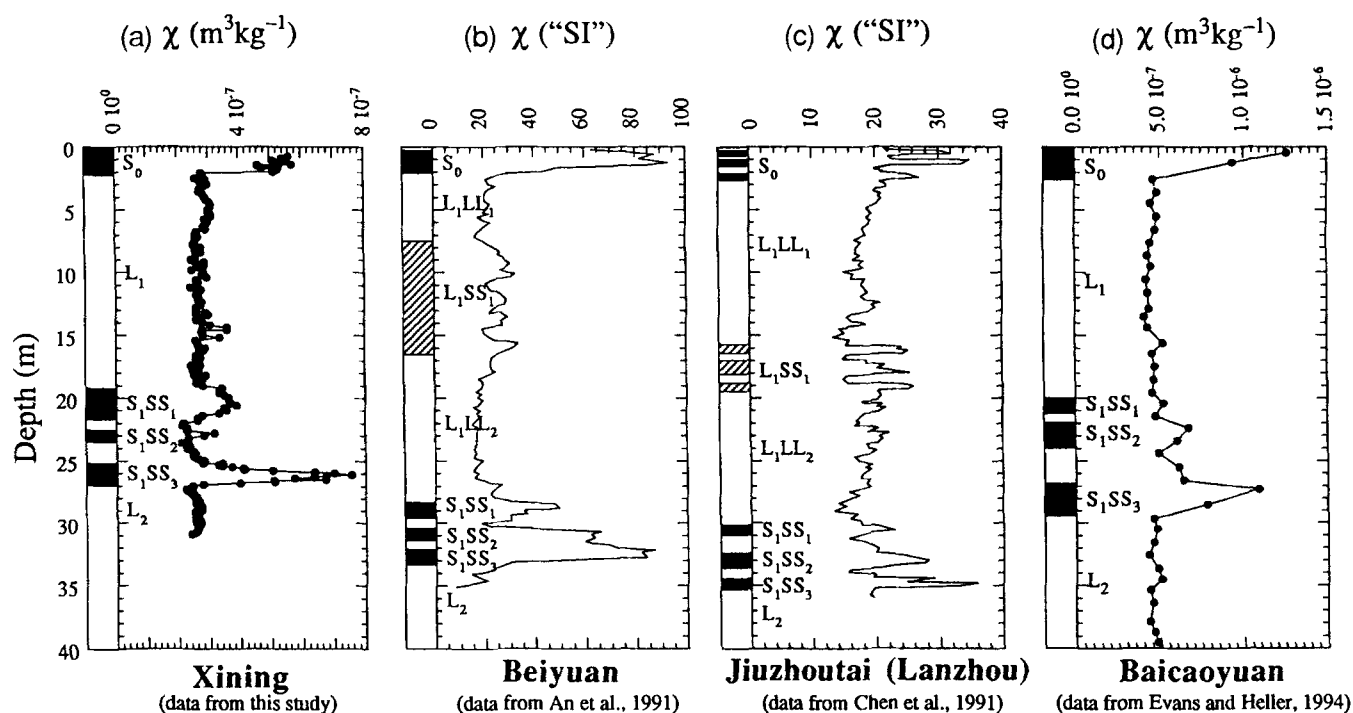 (a) χ (m³kg⁻¹)
0 10⁰
4 10⁻⁷
8 10⁻⁷
Depth (m)
0
5
10
15
20
25
30
35
40
S₀
L₁
S₁SS₁
S₁SS₂
S₁SS₃
L₂
Xining
(data from this study)
(b) χ (“SI”)
0
20
40
60
80
100
S₀
L₁LL₁
L₁SS₁
L₁LL₂
S₁SS₁
S₁SS₂
S₁SS₃
L₂
Beiyuan
(data from An et al., 1991)
(c) χ (“SI”)
0
10
20
30
40
S₀
L₁LL₁
L₁SS₁
L₁LL₂
S₁SS₁
S₁SS₂
S₁SS₃
L₂
Jiuzhoutai (Lanzhou)
(data from Chen et al., 1991)
(d) χ (m³kg⁻¹)
0.0 10⁰
5.0 10⁻⁷
1.0 10⁻⁶
1.5 10⁻⁶
S₀
L₁
S₁SS₁
S₁SS₂
S₁SS₃
L₂
Baicaoyuan
(data from Evans and Heller, 1994)